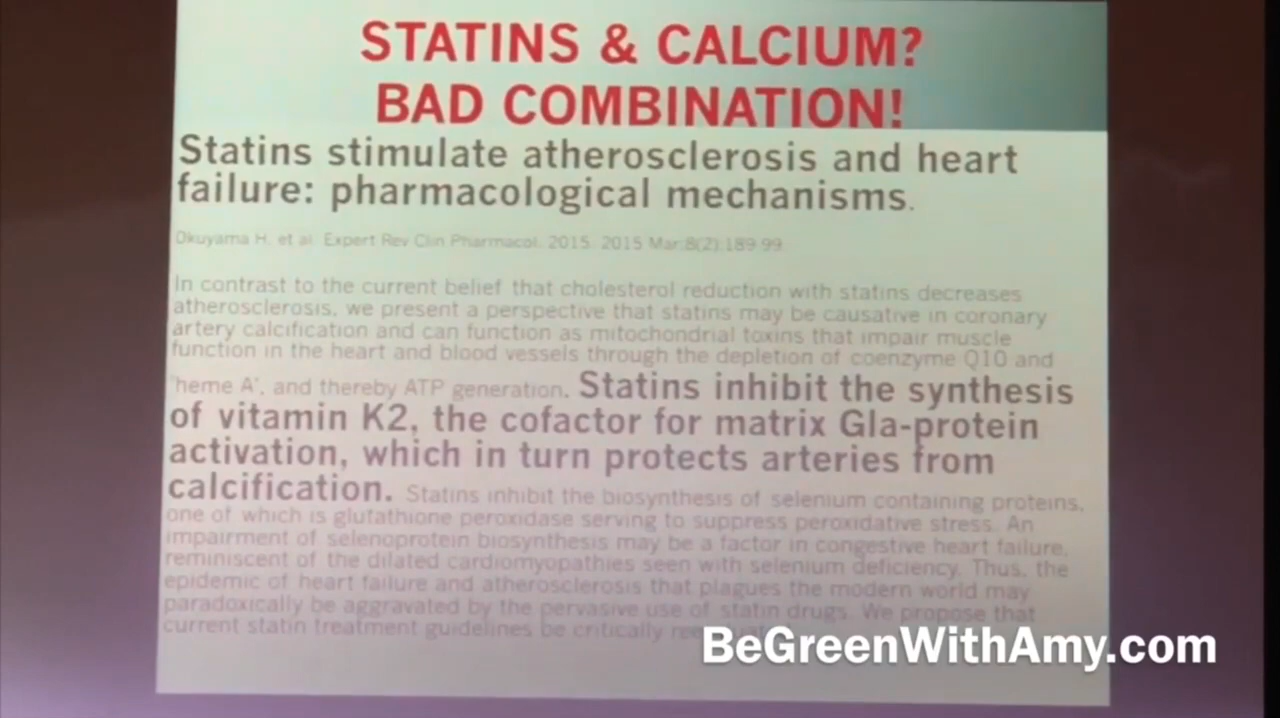 STATINS & CALCIUM?
BAD COMBINATION!
Statins stimulate atherosclerosis and heart
failure: pharmacological mechanisms.
Okuyama H. et al. Expert Rev Clin Pharmacol. 2015. 2015 Mar;8(2):189-99
In contrast to the current belief that cholesterol reduction with statins decreases
atherosclerosis, we present a perspective that statins may be causative in coronary
artery calcification and can function as mitochondrial toxins that impair muscle
function in the heart and blood vessels through the depletion of coenzyme Q10 and
'heme A', and thereby ATP generation. Statins inhibit the synthesis
of vitamin K2, the cofactor for matrix Gla-protein
activation, which in turn protects arteries from
calcification. Statins inhibit the biosynthesis of selenium containing proteins,
one of which is glutathione peroxidase serving to suppress peroxidative stress. An
impairment of selenoprotein biosynthesis may be a factor in congestive heart failure,
reminiscent of the dilated cardiomyopathies seen with selenium deficiency. Thus, the
epidemic of heart failure and atherosclerosis that plagues the modern world may
paradoxically be aggravated by the pervasive use of statin drugs. We propose that
current statin treatment guidelines be critically
BeGreenWithAmy.com